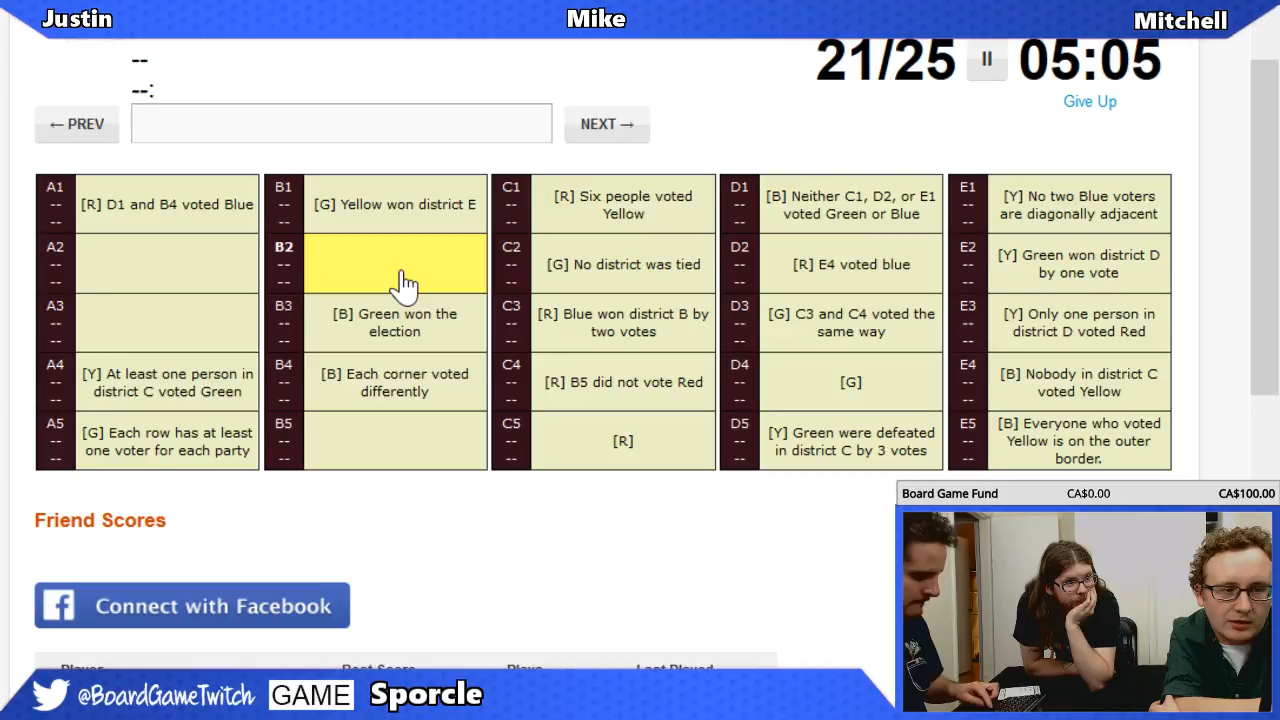 Justin
Mike
Mitchell
--
--:
21/25
05:05
Give Up
← PREV
NEXT →
A1
--
--
[R] D1 and B4 voted Blue
B1
--
--
[G] Yellow won district E
C1
--
--
[R] Six people voted
Yellow
D1
--
--
[B] Neither C1, D2, or E1
voted Green or Blue
E1
--
--
[Y] No two Blue voters
are diagonally adjacent
A2
--
--
B2
--
--
C2
--
--
[G] No district was tied
D2
--
--
[R] E4 voted blue
E2
--
--
[Y] Green won district D
by one vote
A3
--
--
B3
--
--
[B] Green won the
election
C3
--
--
[R] Blue won district B by
two votes
D3
--
--
[G] C3 and C4 voted the
same way
E3
--
--
[Y] Only one person in
district D voted Red
A4
--
--
[Y] At least one person in
district C voted Green
B4
--
--
[B] Each corner voted
differently
C4
--
--
[R] B5 did not vote Red
D4
--
--
[G]
E4
--
--
[B] Nobody in district C
voted Yellow
A5
--
--
[G] Each row has at least
one voter for each party
B5
--
--
C5
--
--
[R]
D5
--
--
[Y] Green were defeated
in district C by 3 votes
E5
--
--
[B] Everyone who voted
Yellow is on the outer
border.
Friend Scores
Connect with Facebook
Board Game Fund
CA$0.00
CA$100.00
Player
Best Score
Plays
Last Played
@BoardGameTwitch
GAME
Sporcle